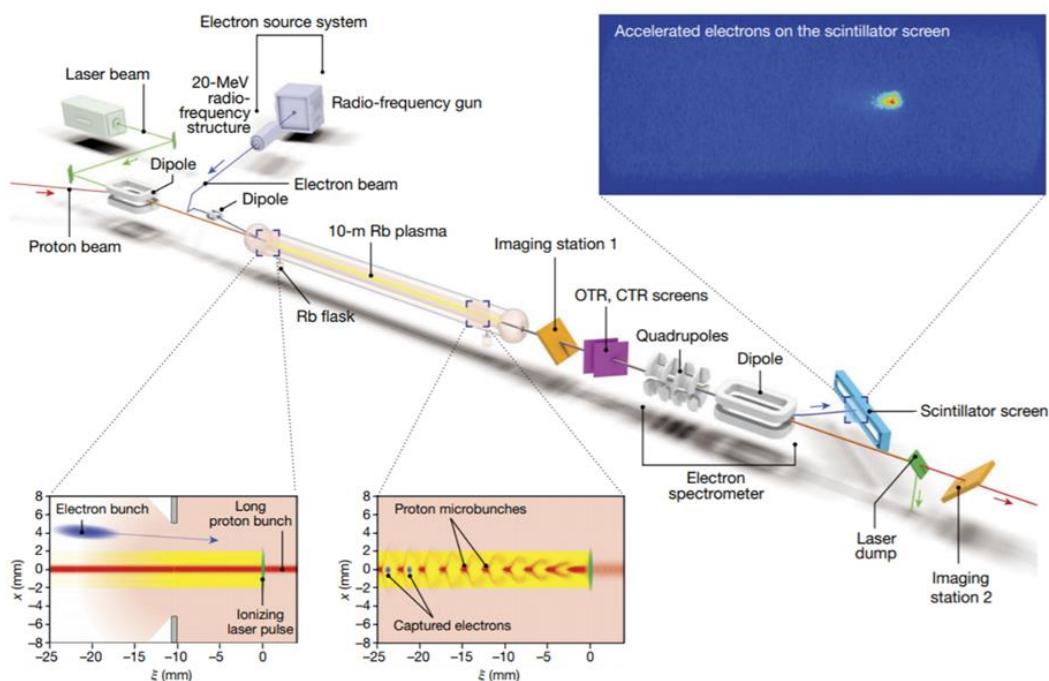 Electron source system
Laser beam
20-MeV
radio-
frequency
structure
Radio-frequency gun
Accelerated electrons on the scintillator screen
Dipole
Electron beam
Dipole
Proton beam
10-m Rb plasma
Rb flask
Imaging station 1
OTR, CTR screens
Quadrupoles
Dipole
Scintillator screen
Electron
spectrometer
Laser
dump
Imaging
station 2
8
6
4
2
0
−2
−4
−6
−8
x (mm)
Electron bunch
Long
proton bunch
Ionizing
laser pulse
−25 −20 −15 −10 −5 0
ξ (mm)
8
6
4
2
0
−2
−4
−6
−8
x (mm)
Proton microbunches
Captured electrons
−25 −20 −15 −10 −5 0
ξ (mm)